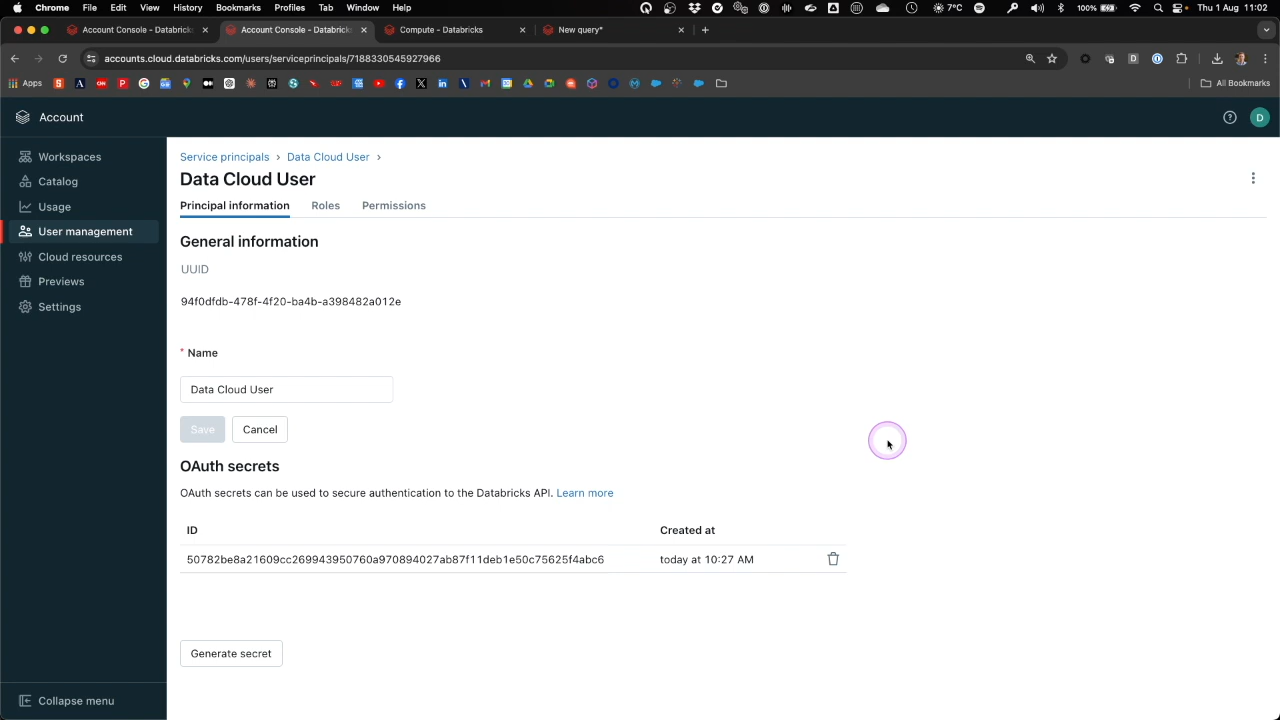 Chrome File Edit View History Bookmarks Profiles Tab Window Help 7°C 100% Thu 1 Aug 11:02
Account Console - Databricks Account Console - Databricks Compute - Databricks New query*
accounts.cloud.databricks.com/users/serviceprincipals/7188330545927966
Apps All Bookmarks
Account
D
Workspaces
Catalog
Usage
User management
Cloud resources
Previews
Settings
Collapse menu
Service principals › Data Cloud User ›
Data Cloud User
Principal information Roles Permissions
General information
UUID
94f0dfdb-478f-4f20-ba4b-a398482a012e
* Name
Data Cloud User
Save Cancel
OAuth secrets
OAuth secrets can be used to secure authentication to the Databricks API. Learn more
ID Created at
50782be8a21609cc269943950760a970894027ab87f11deb1e50c75625f4abc6 today at 10:27 AM
Generate secret